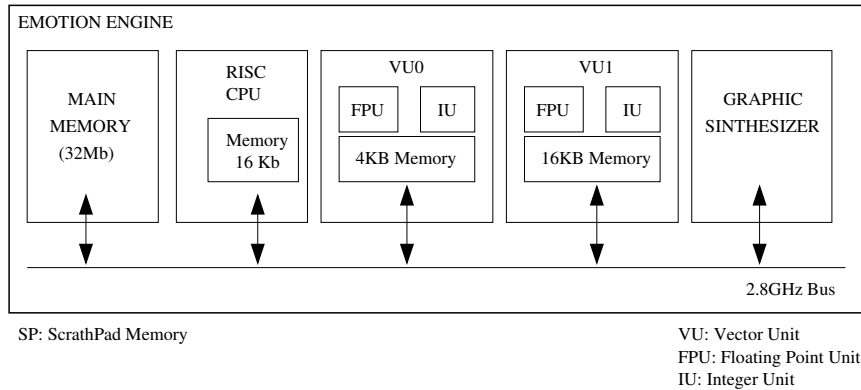 EMOTION ENGINE
MAIN
MEMORY
(32Mb)
RISC
CPU
Memory
16 Kb
VU0
FPU
IU
4KB Memory
VU1
FPU
IU
16KB Memory
GRAPHIC
SINTHESIZER
2.8GHz Bus
SP: ScrathPad Memory
VU: Vector Unit
FPU: Floating Point Unit
IU: Integer Unit